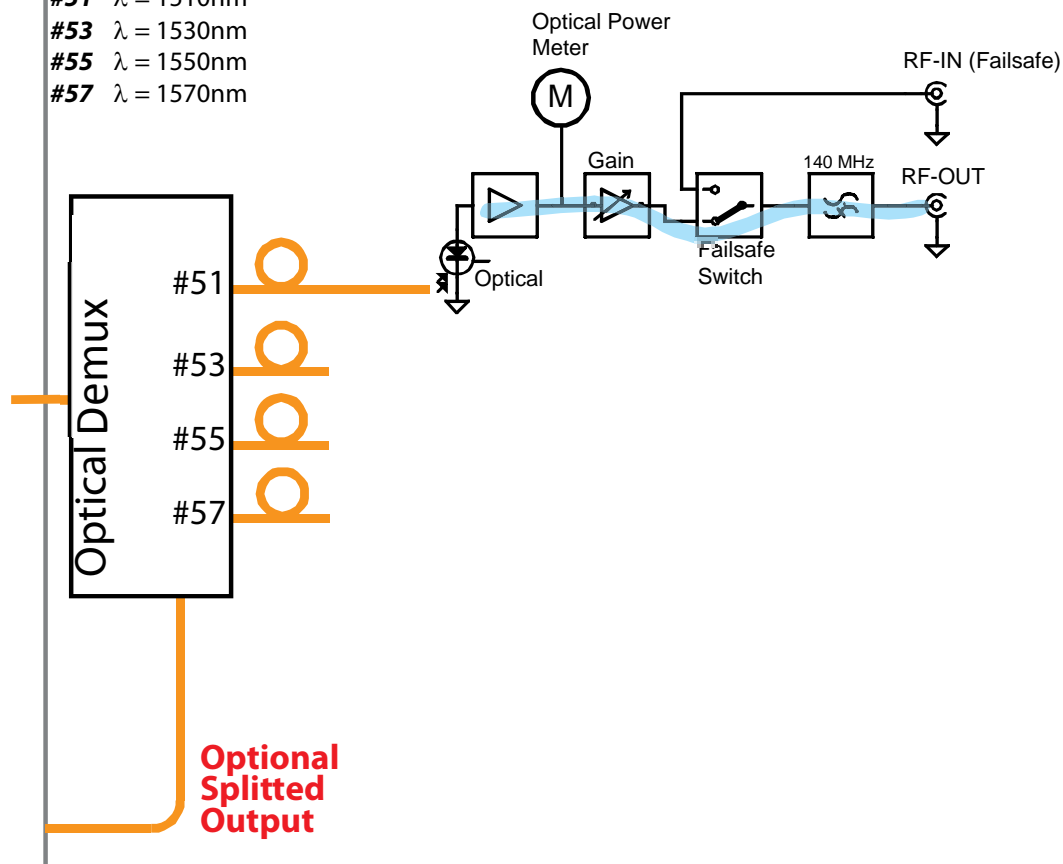 #51 λ = 1510nm
#53 λ = 1530nm
#55 λ = 1550nm
#57 λ = 1570nm
Optical Power
Meter
M
RF-IN (Failsafe)
Gain
140 MHz
RF-OUT
Failsafe
Switch
Optical
Optical Demux
#51
#53
#55
#57
Optional
Splitted
Output